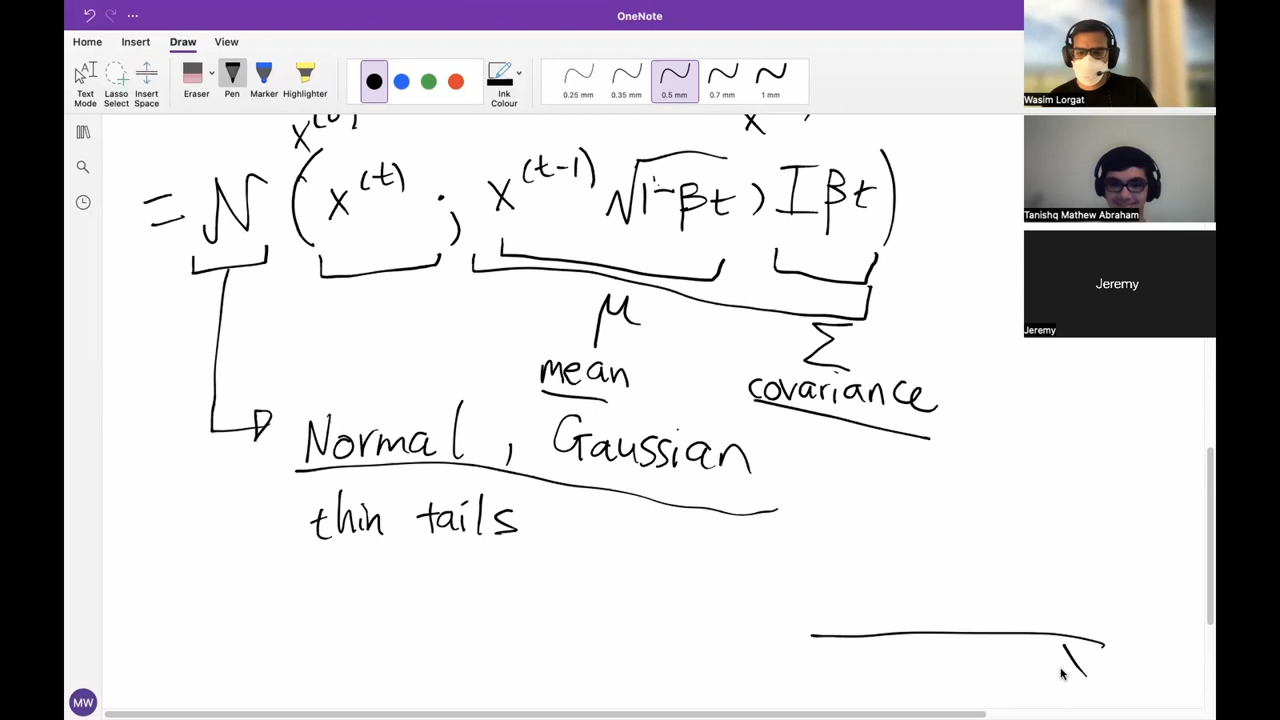 OneNote
Home Insert Draw View
Text Mode Lasso Select Insert Space Eraser Pen Marker Highlighter Ink Colour 0.25 mm 0.35 mm 0.5 mm 0.7 mm 1 mm
Wasim Lorgat
Tanishq Mathew Abraham
Jeremy
Jeremy
x^(0) x
= N (x^(t) ; x^(t-1) √1-βt , I βt)
μ Σ
mean covariance
Normal, Gaussian
thin tails
MW